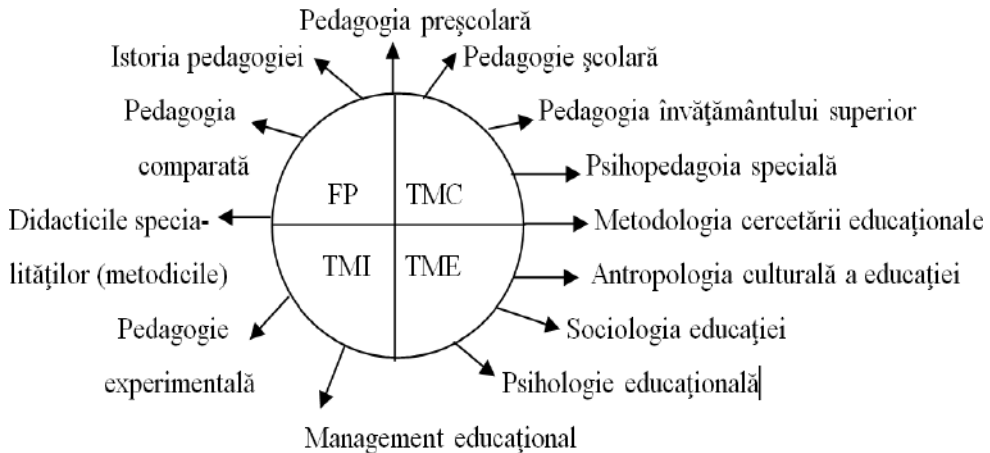 Pedagogia preşcolară
Istoria pedagogiei
Pedagogie şcolară
Pedagogia
comparată
Pedagogia învăţământului superior
Psihopedagoia specială
FP
TMC
Didacticile specia-
lităţilor (metodicile)
Metodologia cercetării educaţionale
TMI
TME
Antropologia culturală a educaţiei
Pedagogie
experimentală
Sociologia educaţiei
Psihologie educaţională
Management educaţional